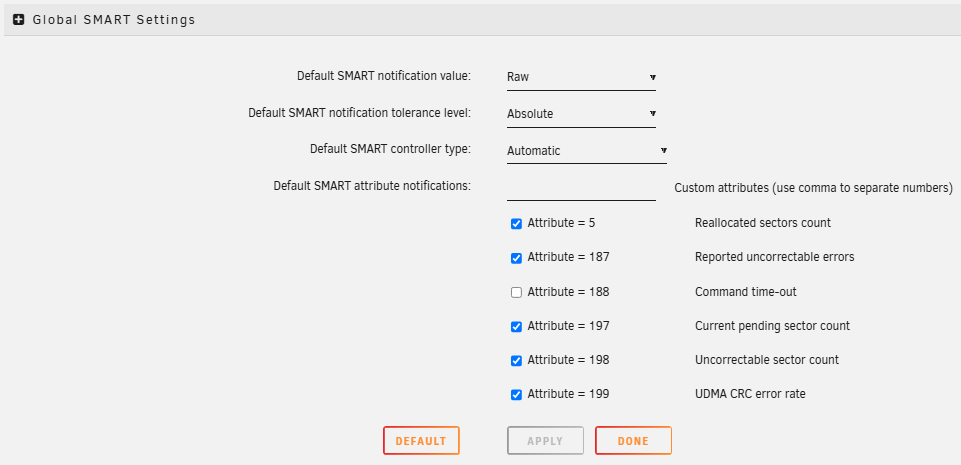 Global SMART Settings
Default SMART notification value: Raw
Default SMART notification tolerance level: Absolute
Default SMART controller type: Automatic
Default SMART attribute notifications: Custom attributes (use comma to separate numbers)
Attribute = 5 Reallocated sectors count
Attribute = 187 Reported uncorrectable errors
Attribute = 188 Command time-out
Attribute = 197 Current pending sector count
Attribute = 198 Uncorrectable sector count
Attribute = 199 UDMA CRC error rate
DEFAULT APPLY DONE